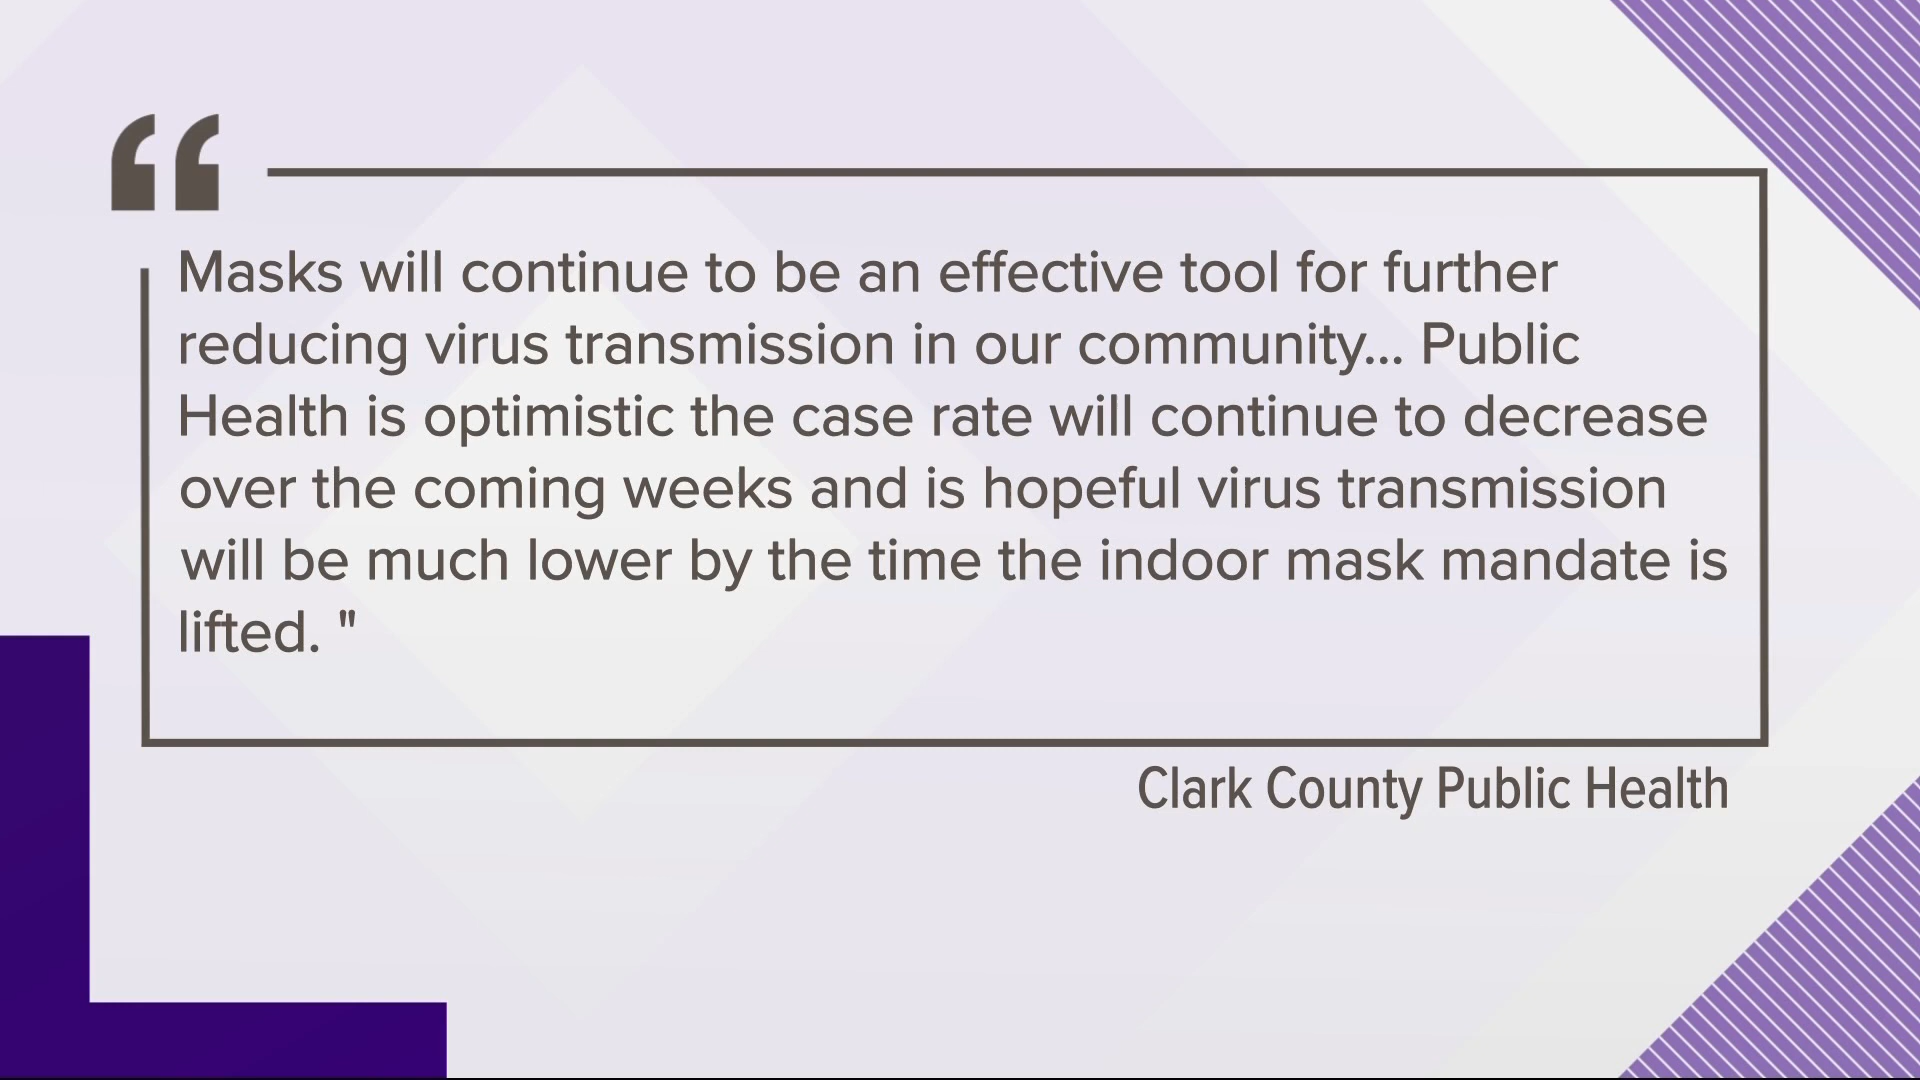 “
Masks will continue to be an effective tool for further
reducing virus transmission in our community... Public
Health is optimistic the case rate will continue to decrease
over the coming weeks and is hopeful virus transmission
will be much lower by the time the indoor mask mandate is
lifted. "
Clark County Public Health